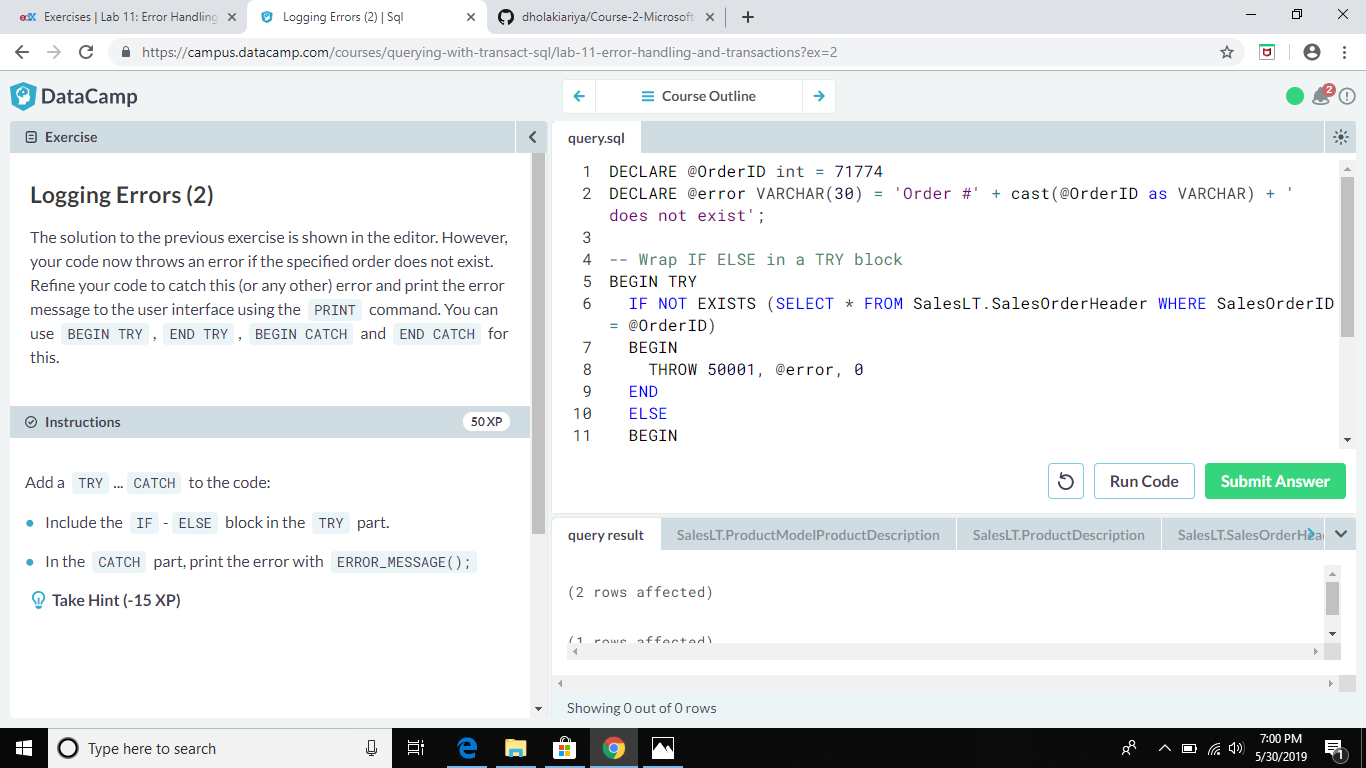 Exercises | Lab 11: Error Handling
Logging Errors (2) | Sql
dholakiariya/Course-2-Microsoft-
https://campus.datacamp.com/courses/querying-with-transact-sql/lab-11-error-handling-and-transactions?ex=2
DataCamp
Course Outline
2
Exercise
query.sql
Logging Errors (2)
The solution to the previous exercise is shown in the editor. However,
your code now throws an error if the specified order does not exist.
Refine your code to catch this (or any other) error and print the error
message to the user interface using the PRINT command. You can
use BEGIN TRY , END TRY , BEGIN CATCH and END CATCH for
this.
Instructions
50 XP
Add a TRY ... CATCH to the code:
Include the IF - ELSE block in the TRY part.
In the CATCH part, print the error with ERROR_MESSAGE();
Take Hint (-15 XP)
1 DECLARE @OrderID int = 71774
2 DECLARE @error VARCHAR(30) = 'Order #' + cast(@OrderID as VARCHAR) + '
does not exist';
3
4 -- Wrap IF ELSE in a TRY block
5 BEGIN TRY
6 IF NOT EXISTS (SELECT * FROM SalesLT.SalesOrderHeader WHERE SalesOrderID
= @OrderID)
7 BEGIN
8 THROW 50001, @error, 0
9 END
10 ELSE
11 BEGIN
Run Code
Submit Answer
query result
SalesLT.ProductModelProductDescription
SalesLT.ProductDescription
SalesLT.SalesOrderHea
(2 rows affected)
(1 rows affected)
Showing 0 out of 0 rows
Type here to search
7:00 PM
5/30/2019
1